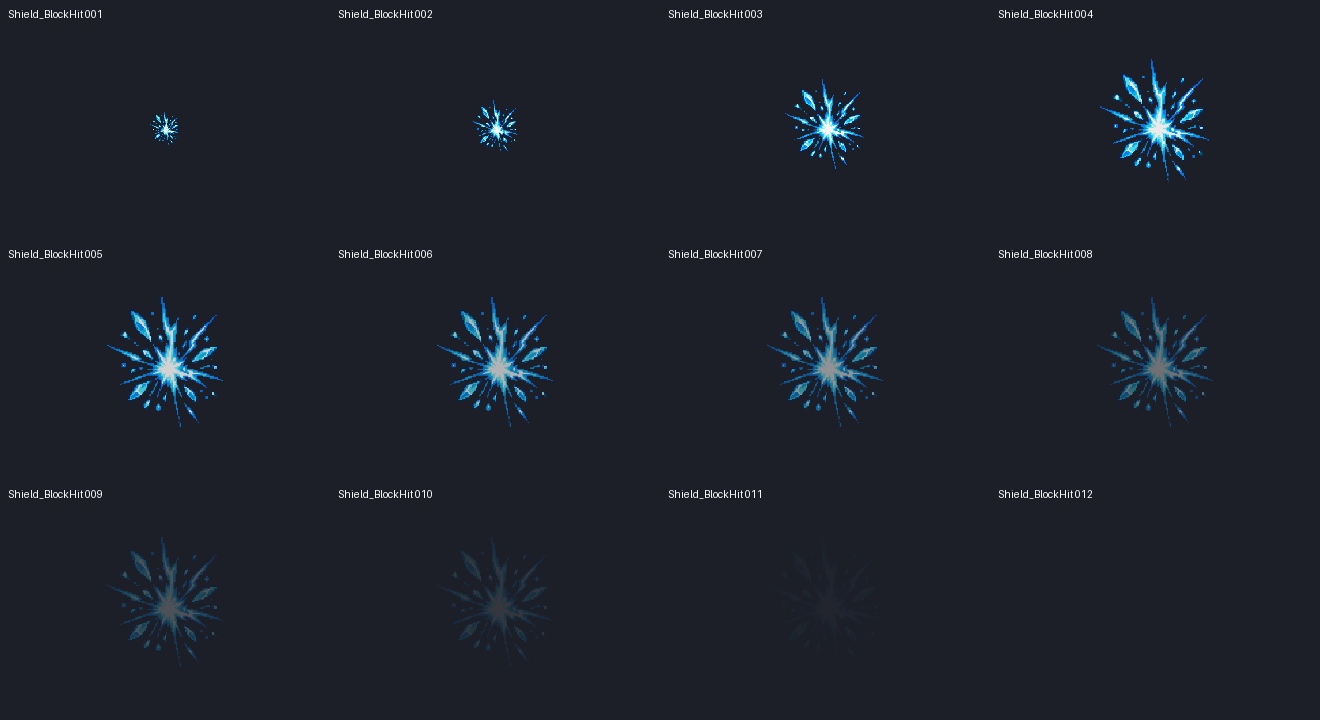 Shield_BlockHit001
Shield_BlockHit002
Shield_BlockHit003
Shield_BlockHit004
Shield_BlockHit005
Shield_BlockHit006
Shield_BlockHit007
Shield_BlockHit008
Shield_BlockHit009
Shield_BlockHit010
Shield_BlockHit011
Shield_BlockHit012